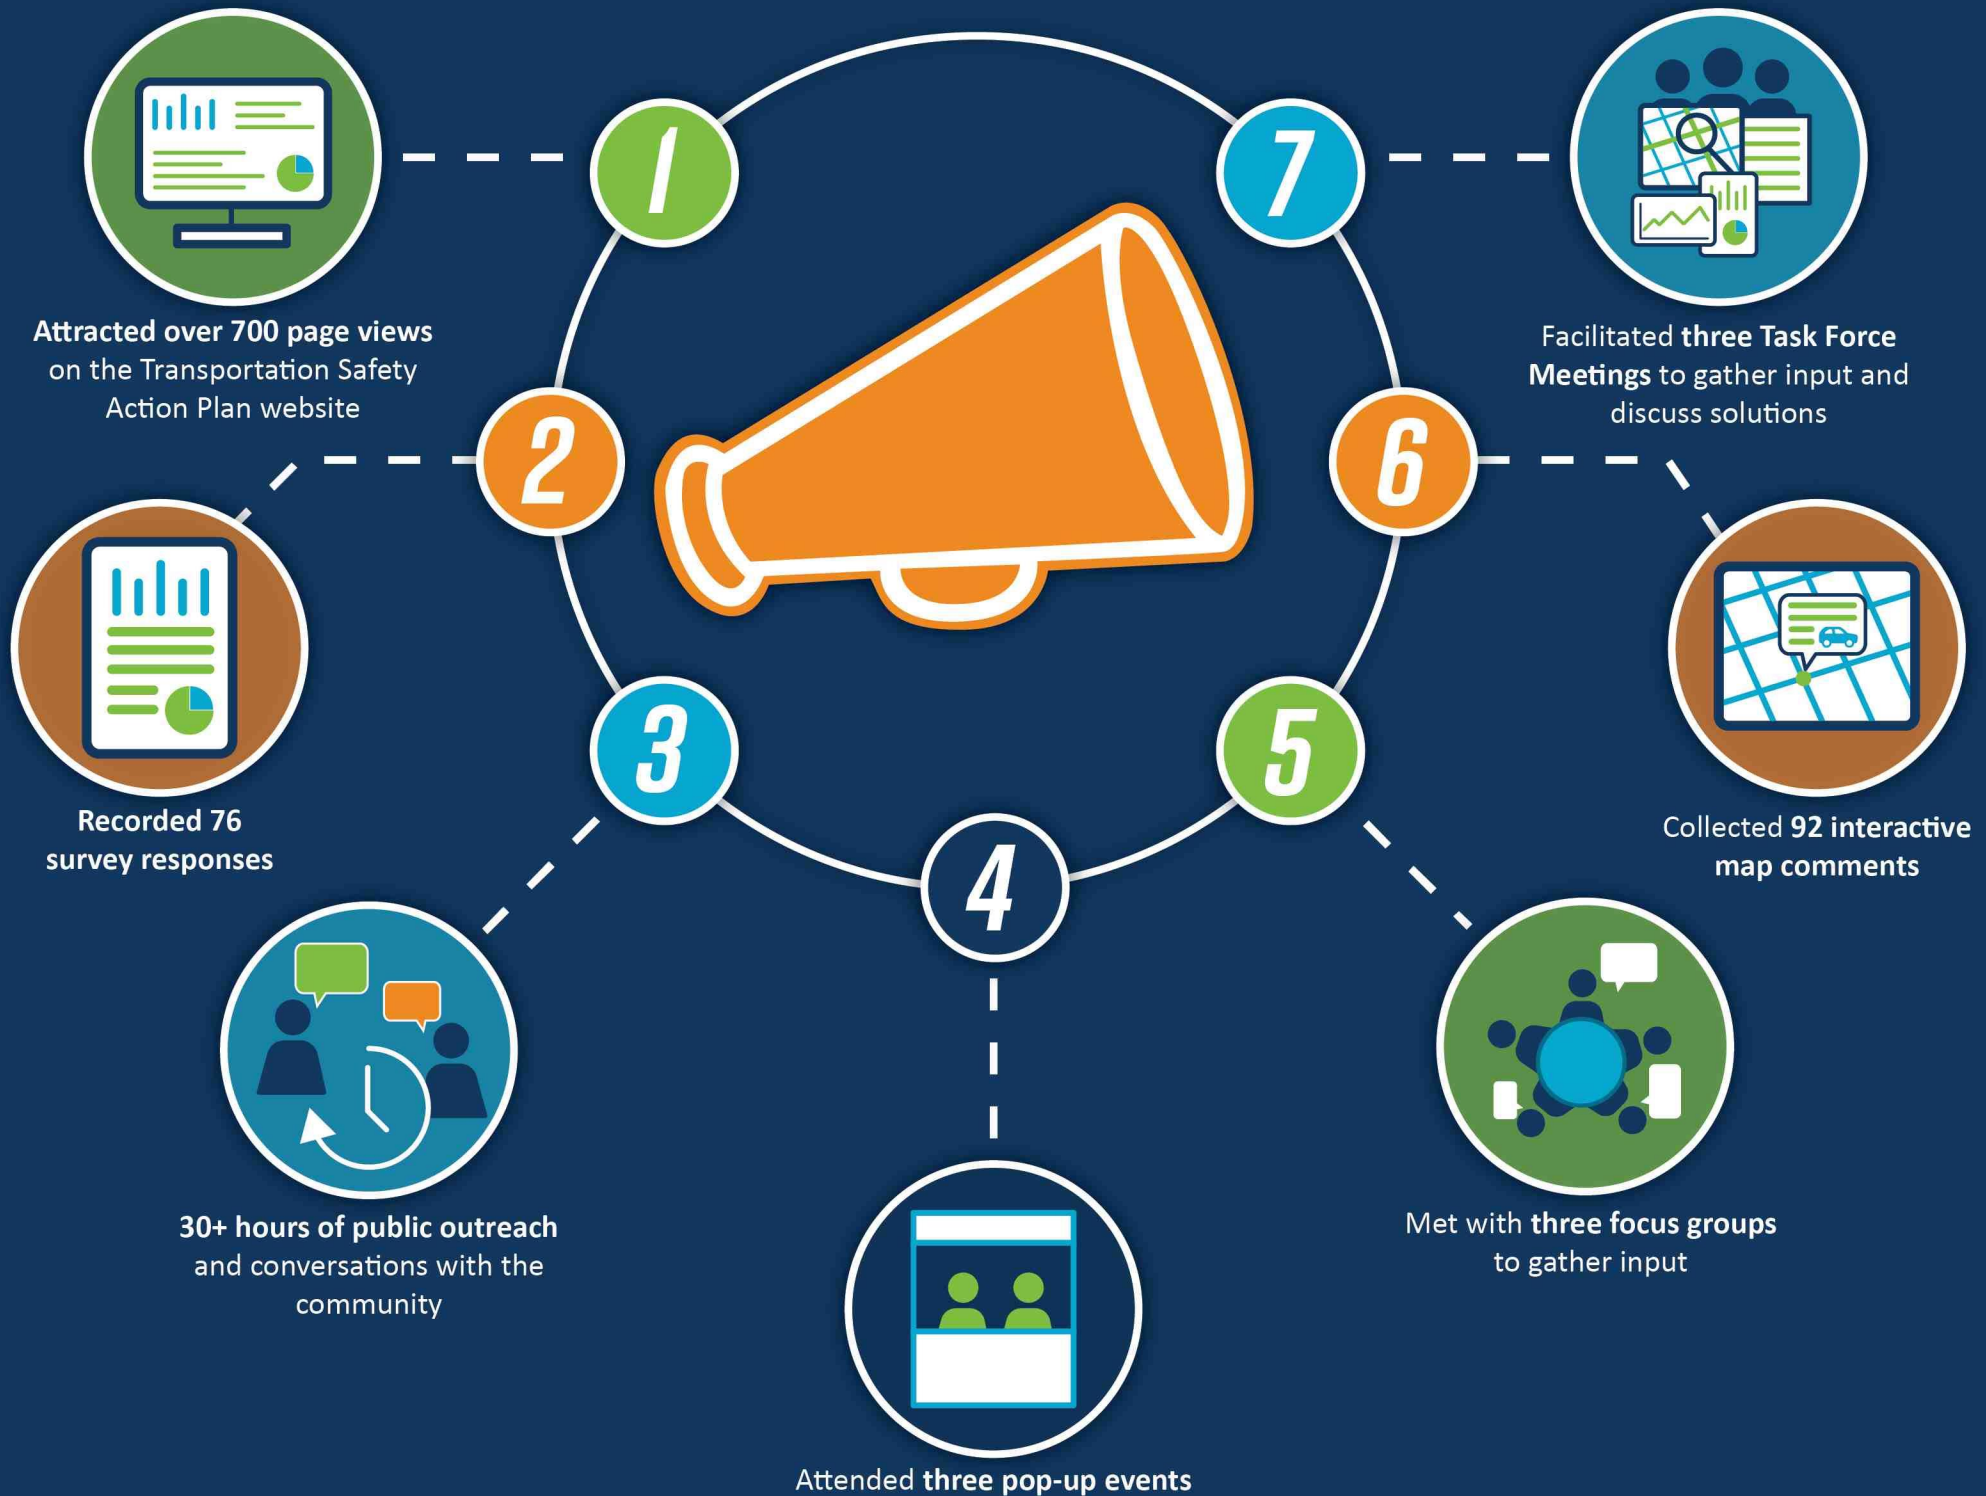 1
Attracted over 700 page views
on the Transportation Safety
Action Plan website
2
Recorded 76
survey responses
3
30+ hours of public outreach
and conversations with the
community
4
Attended three pop-up events
5
Met with three focus groups
to gather input
6
Collected 92 interactive
map comments
7
Facilitated three Task Force
Meetings to gather input and
discuss solutions